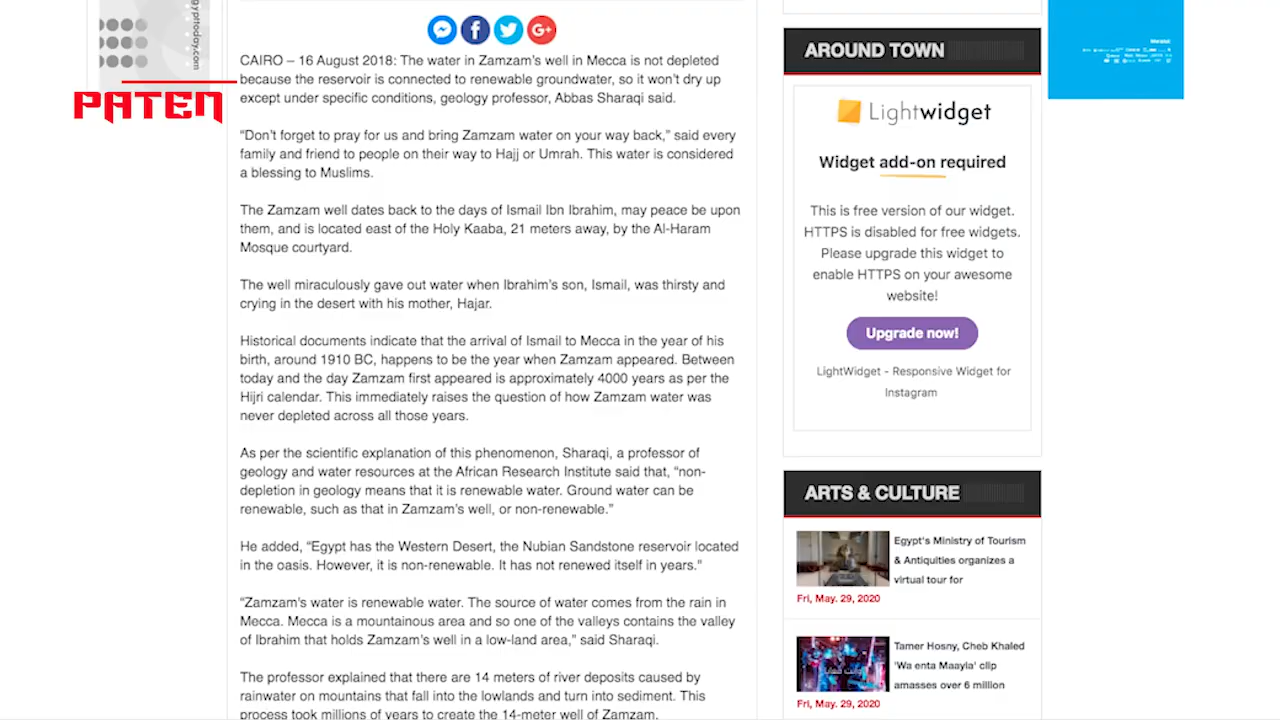 egypttoday.com
PATEN
CAIRO – 16 August 2018: The water in Zamzam's well in Mecca is not depleted
because the reservoir is connected to renewable groundwater, so it won't dry up
except under specific conditions, geology professor, Abbas Sharaqi said.
“Don't forget to pray for us and bring Zamzam water on your way back,” said every
family and friend to people on their way to Hajj or Umrah. This water is considered
a blessing to Muslims.
The Zamzam well dates back to the days of Ismail Ibn Ibrahim, may peace be upon
them, and is located east of the Holy Kaaba, 21 meters away, by the Al-Haram
Mosque courtyard.
The well miraculously gave out water when Ibrahim's son, Ismail, was thirsty and
crying in the desert with his mother, Hajar.
Historical documents indicate that the arrival of Ismail to Mecca in the year of his
birth, around 1910 BC, happens to be the year when Zamzam appeared. Between
today and the day Zamzam first appeared is approximately 4000 years as per the
Hijri calendar. This immediately raises the question of how Zamzam water was
never depleted across all those years.
As per the scientific explanation of this phenomenon, Sharaqi, a professor of
geology and water resources at the African Research Institute said that, “non-
depletion in geology means that it is renewable water. Ground water can be
renewable, such as that in Zamzam's well, or non-renewable.”
He added, “Egypt has the Western Desert, the Nubian Sandstone reservoir located
in the oasis. However, it is non-renewable. It has not renewed itself in years."
“Zamzam's water is renewable water. The source of water comes from the rain in
Mecca. Mecca is a mountainous area and so one of the valleys contains the valley
of Ibrahim that holds Zamzam's well in a low-land area,” said Sharaqi.
The professor explained that there are 14 meters of river deposits caused by
rainwater on mountains that fall into the lowlands and turn into sediment. This
process took millions of years to create the 14-meter well of Zamzam.
AROUND TOWN
Lightwidget
Widget add-on required
This is free version of our widget.
HTTPS is disabled for free widgets.
Please upgrade this widget to
enable HTTPS on your awesome
website!
Upgrade now!
LightWidget - Responsive Widget for
Instagram
ARTS & CULTURE
Egypt's Ministry of Tourism
& Antiquities organizes a
virtual tour for
Fri, May. 29, 2020
Tamer Hosny, Cheb Khaled
'Wa enta Maayla' clip
amasses over 6 million
Fri, May. 29, 2020